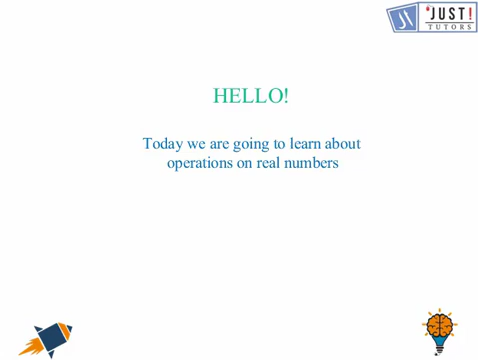 JUST!
TUTORS
HELLO!
Today we are going to learn about
operations on real numbers